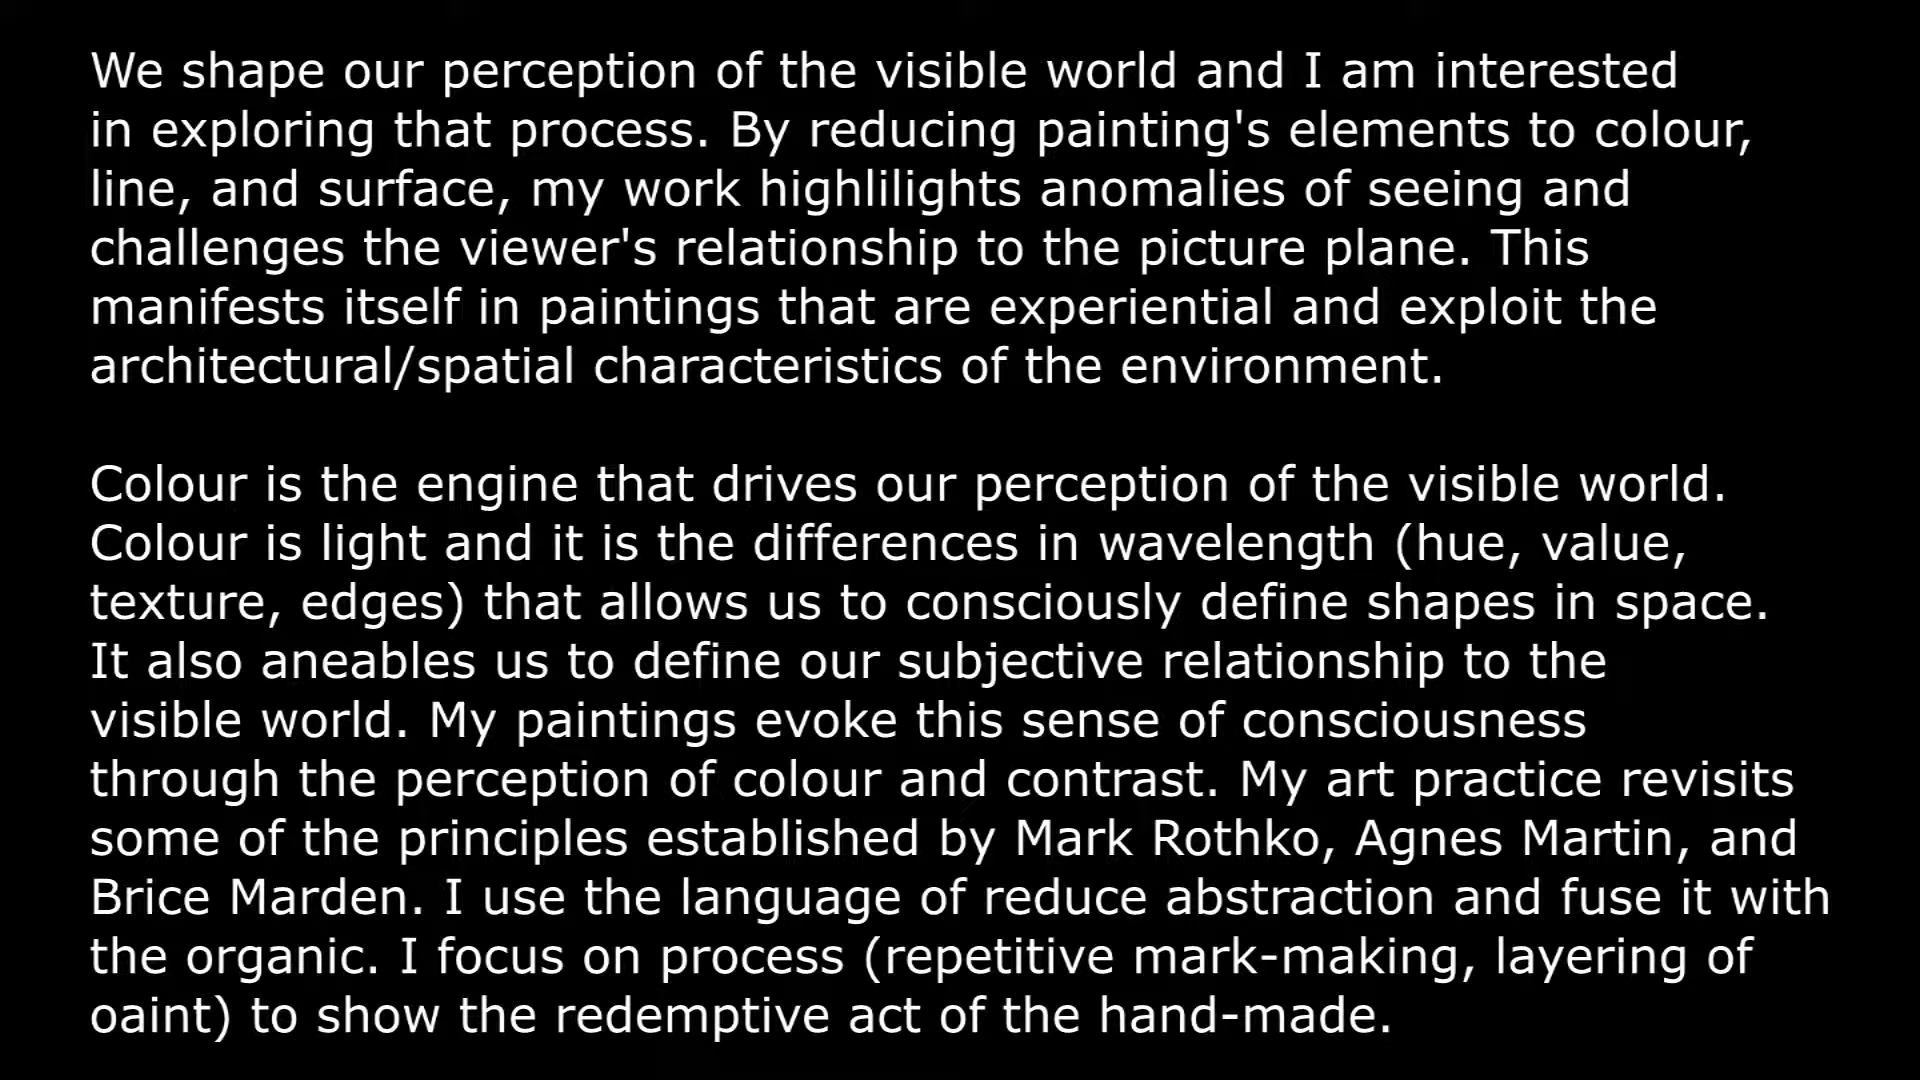 We shape our perception of the visible world and I am interested
in exploring that process. By reducing painting's elements to colour,
line, and surface, my work highlilights anomalies of seeing and
challenges the viewer's relationship to the picture plane. This
manifests itself in paintings that are experiential and exploit the
architectural/spatial characteristics of the environment.
Colour is the engine that drives our perception of the visible world.
Colour is light and it is the differences in wavelength (hue, value,
texture, edges) that allows us to consciously define shapes in space.
It also aneables us to define our subjective relationship to the
visible world. My paintings evoke this sense of consciousness
through the perception of colour and contrast. My art practice revisits
some of the principles established by Mark Rothko, Agnes Martin, and
Brice Marden. I use the language of reduce abstraction and fuse it with
the organic. I focus on process (repetitive mark-making, layering of
oaint) to show the redemptive act of the hand-made.